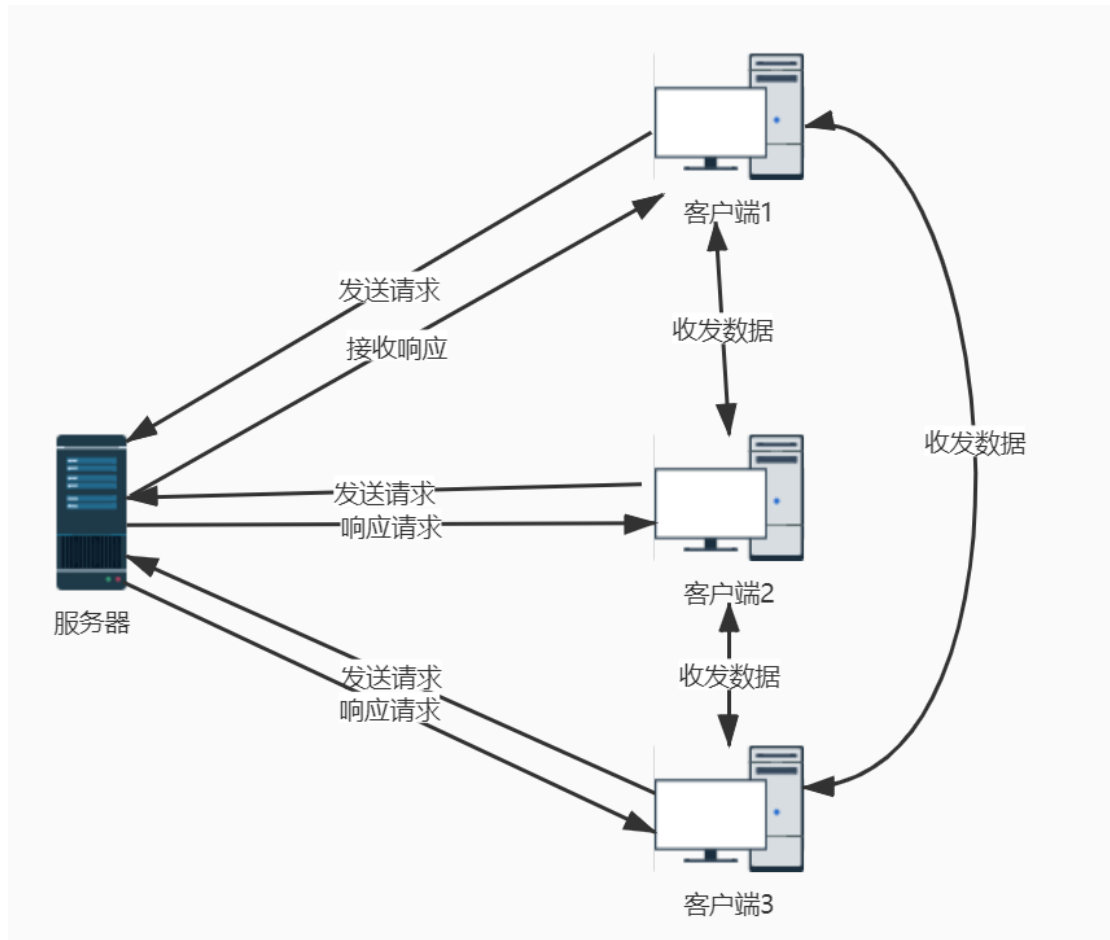 客户端1
发送请求
收发数据
接收响应
收发数据
发送请求
响应请求
客户端2
服务器
发送请求
收发数据
响应请求
客户端3